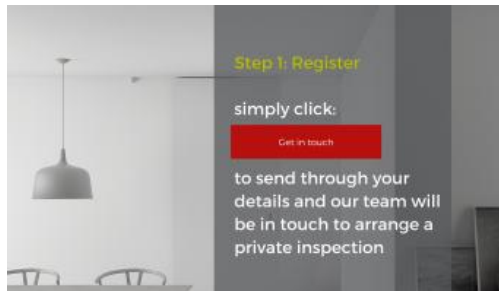 Step 1: Register
simply click:
Get in touch
to send through your
details and our team will
be in touch to arrange a
private inspection